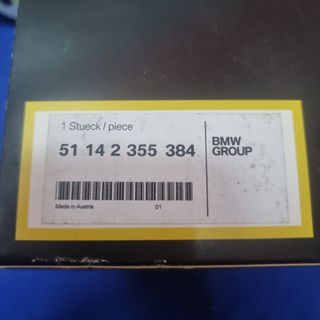 1 Stueck / piece
51 14 2 355 384
BMW
GROUP
Made in Austria 01